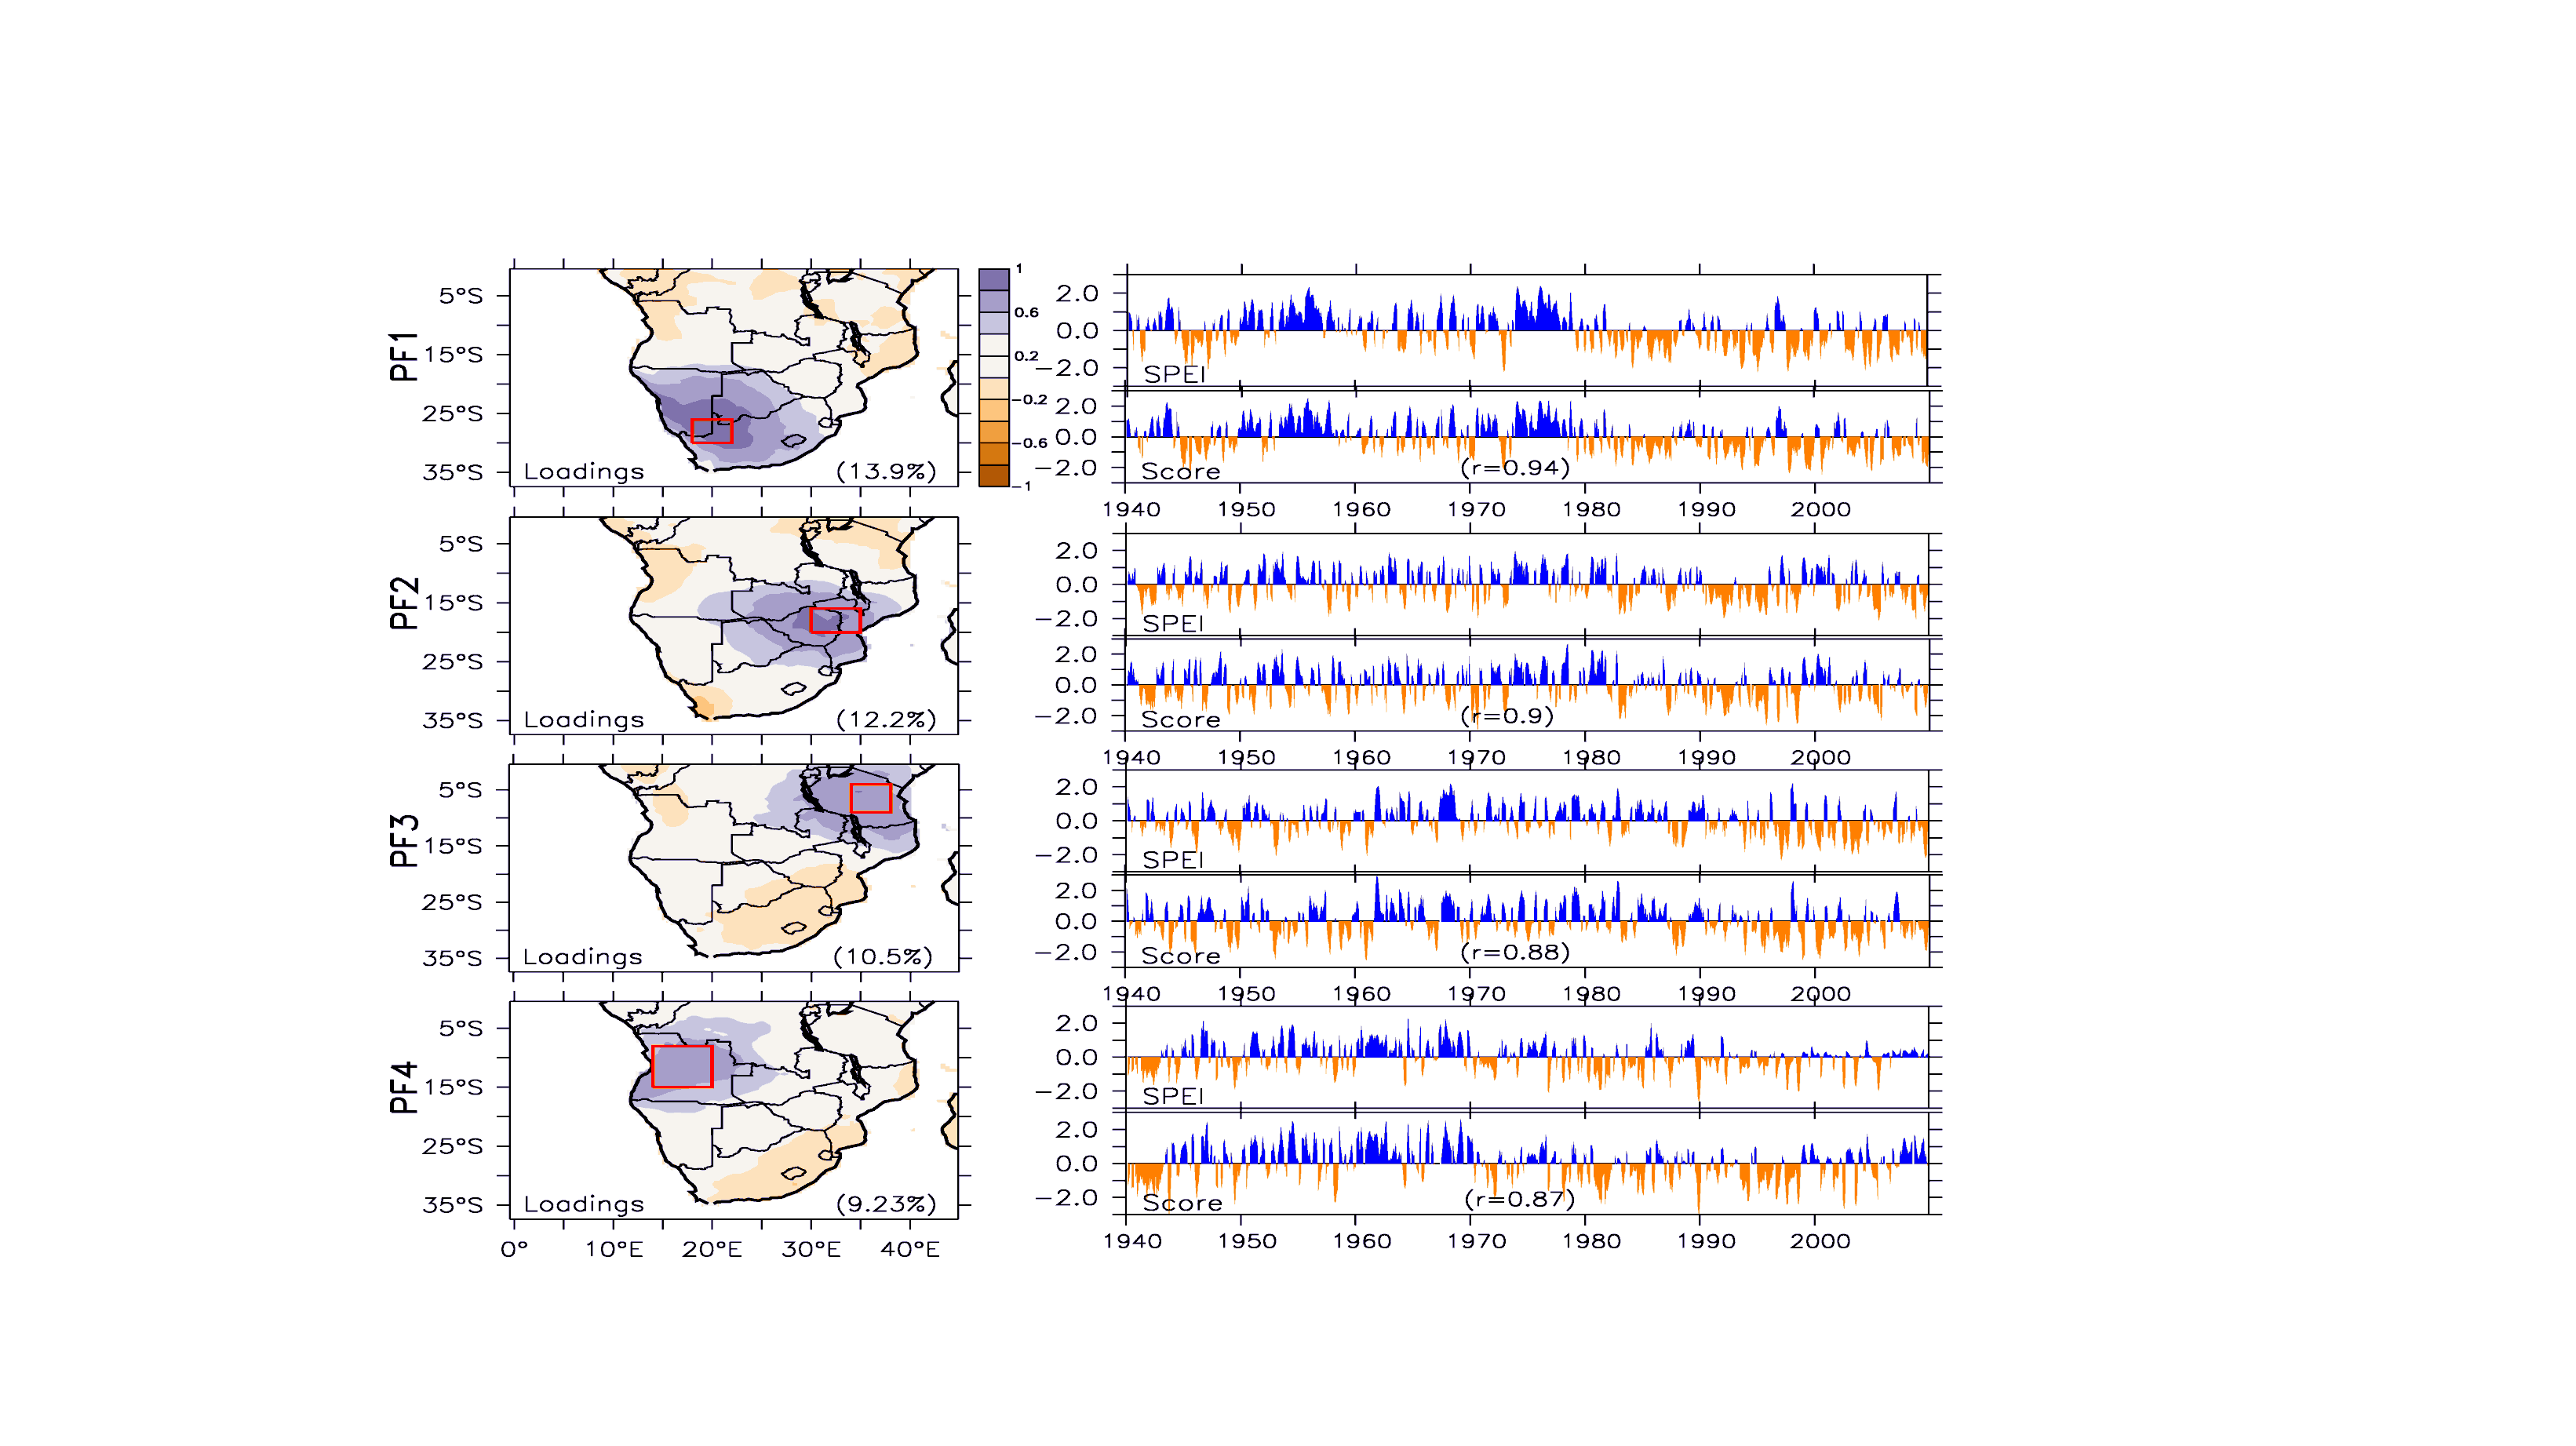 PF1
5°S
15°S
25°S
35°S
Loadings (13.9%)
1
0.6
0.2
−0.2
−0.6
−1
2.0
0.0
−2.0
SPEI
2.0
0.0
−2.0
Score (r=0.94)
1940 1950 1960 1970 1980 1990 2000
PF2
5°S
15°S
25°S
35°S
Loadings (12.2%)
2.0
0.0
−2.0
SPEI
2.0
0.0
−2.0
Score (r=0.9)
1940 1950 1960 1970 1980 1990 2000
PF3
5°S
15°S
25°S
35°S
Loadings (10.5%)
2.0
0.0
−2.0
SPEI
2.0
0.0
−2.0
Score (r=0.88)
1940 1950 1960 1970 1980 1990 2000
PF4
5°S
15°S
25°S
35°S
Loadings (9.23%)
0° 10°E 20°E 30°E 40°E
2.0
0.0
−2.0
SPEI
2.0
0.0
−2.0
Score (r=0.87)
1940 1950 1960 1970 1980 1990 2000